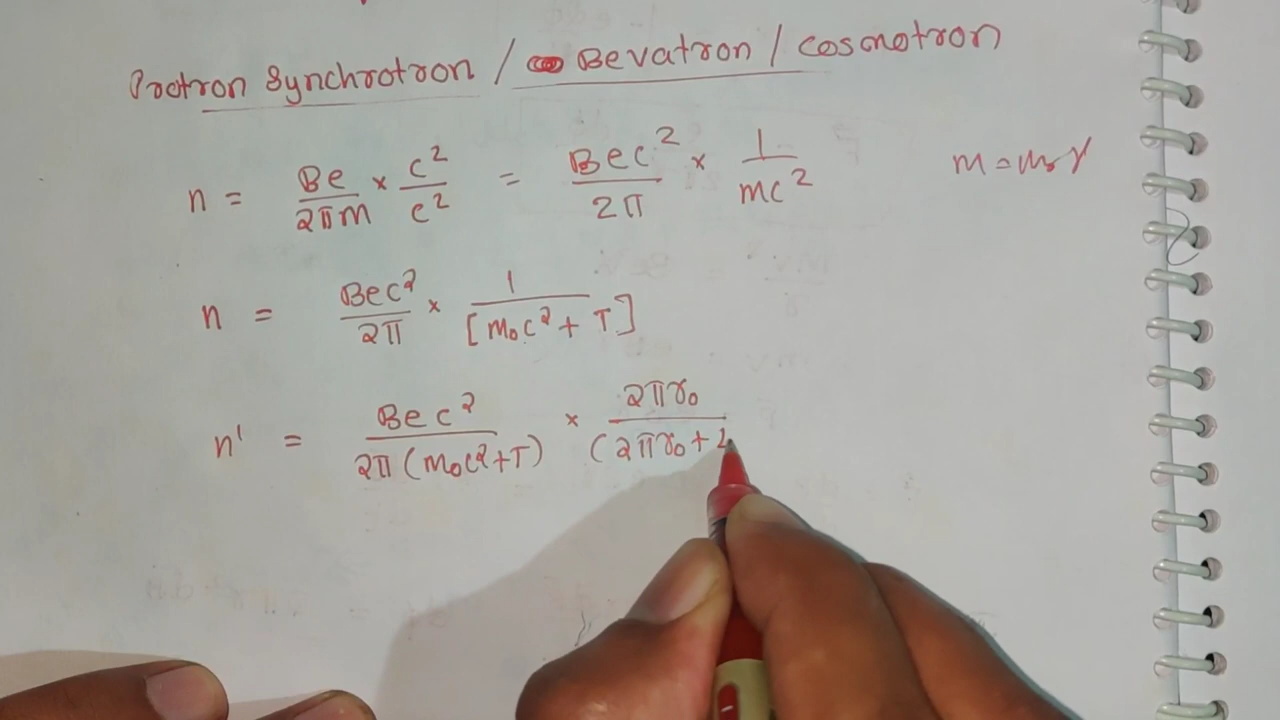 Proton Synchrotron / Bevatron / Cosmotron
n = Be/2πm × c²/c² = Bec²/2π × 1/mc² m = m₀γ
n = Bec²/2π × 1/[m₀c² + T]
n' = Bec²/2π(m₀c²+T) × 2πr₀/(2πr₀+